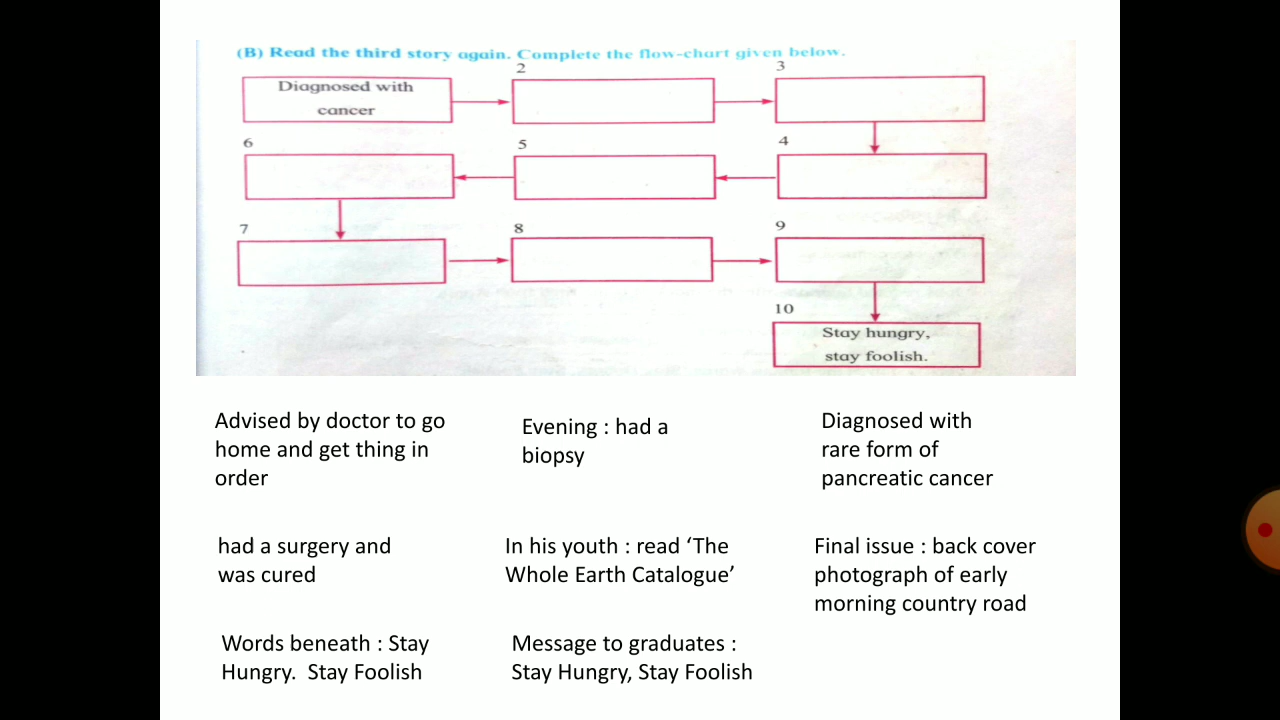 (B) Read the third story again. Complete the flow-chart given below.
2
3
Diagnosed with
cancer
6
5
4
7
8
9
10
Stay hungry,
stay foolish.
Advised by doctor to go
home and get thing in
order
Evening : had a
biopsy
Diagnosed with
rare form of
pancreatic cancer
had a surgery and
was cured
In his youth : read ‘The
Whole Earth Catalogue’
Final issue : back cover
photograph of early
morning country road
Words beneath : Stay
Hungry.  Stay Foolish
Message to graduates :
Stay Hungry, Stay Foolish